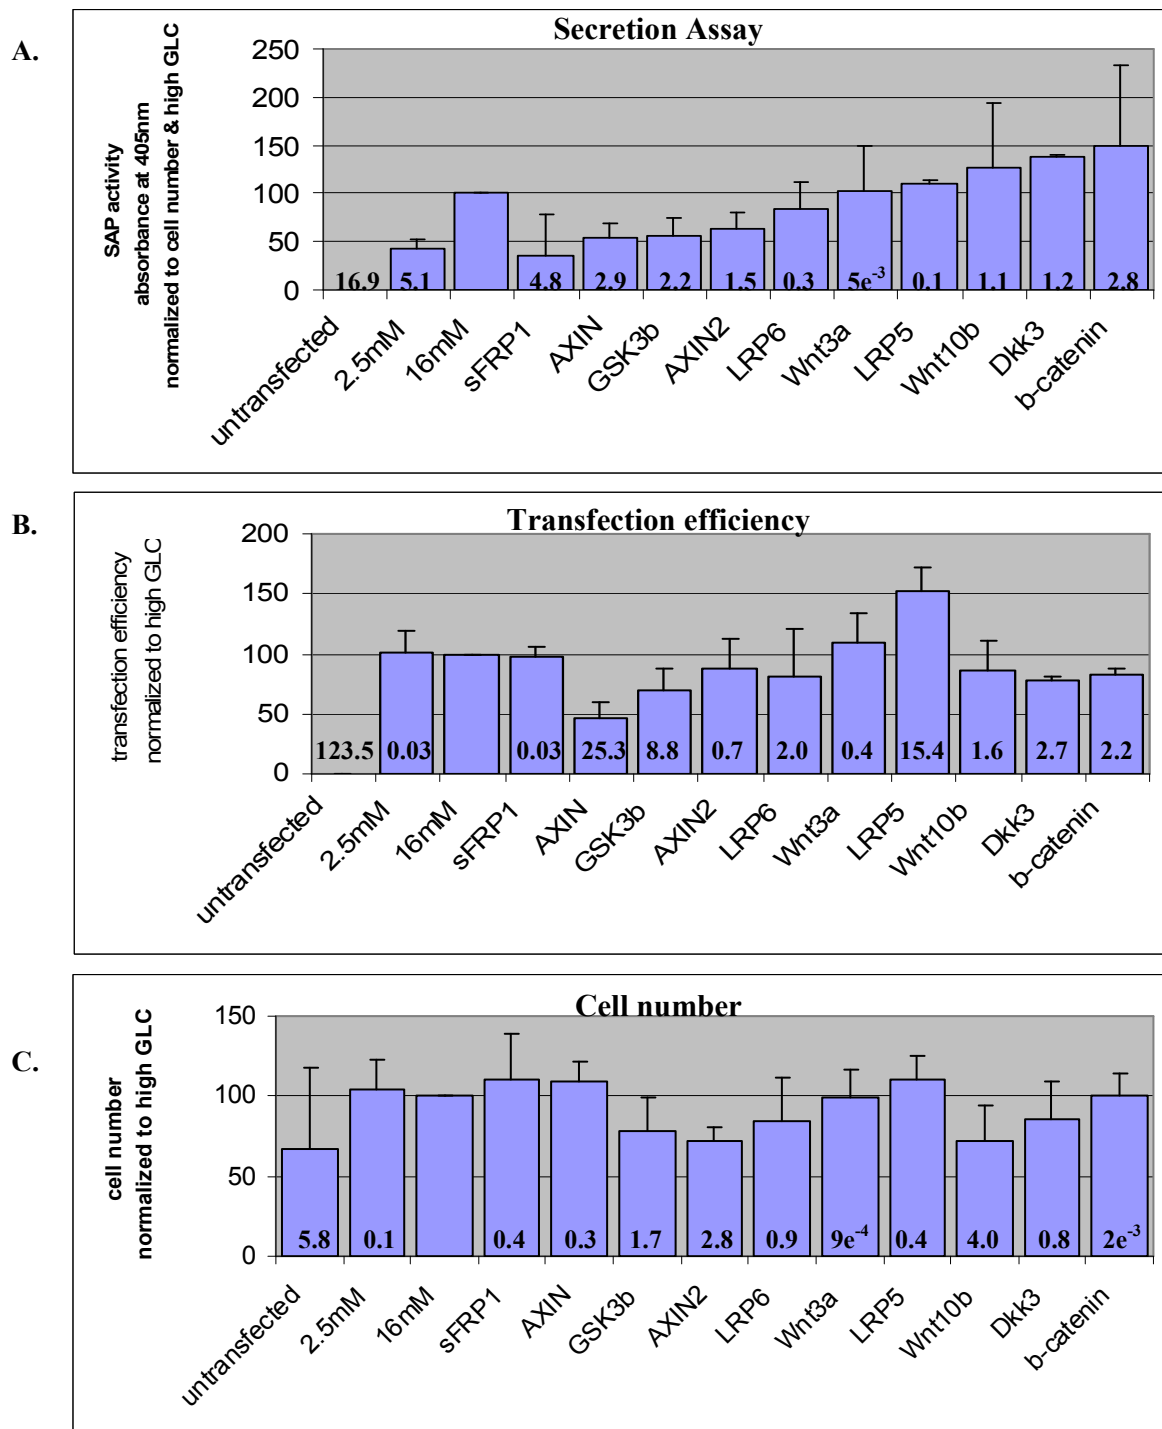 A.
Secretion Assay
SAP activity
absorbance at 405nm
normalized to cell number & high GLC
250
200
150
100
50
0
16.9 5.1 4.8 2.9 2.2 1.5 0.3 5e-3 0.1 1.1 1.2 2.8
untransfected 2.5mM 16mM sFRP1 AXIN GSK3b AXIN2 LRP6 Wnt3a LRP5 Wnt10b Dkk3 b-catenin
B.
Transfection efficiency
transfection efficiency
normalized to high GLC
200
150
100
50
0
123.5 0.03 0.03 25.3 8.8 0.7 2.0 0.4 15.4 1.6 2.7 2.2
untransfected 2.5mM 16mM sFRP1 AXIN GSK3b AXIN2 LRP6 Wnt3a LRP5 Wnt10b Dkk3 b-catenin
C.
Cell number
cell number
normalized to high GLC
150
100
50
0
5.8 0.1 0.4 0.3 1.7 2.8 0.9 9e-4 0.4 4.0 0.8 2e-3
untransfected 2.5mM 16mM sFRP1 AXIN GSK3b AXIN2 LRP6 Wnt3a LRP5 Wnt10b Dkk3 b-catenin